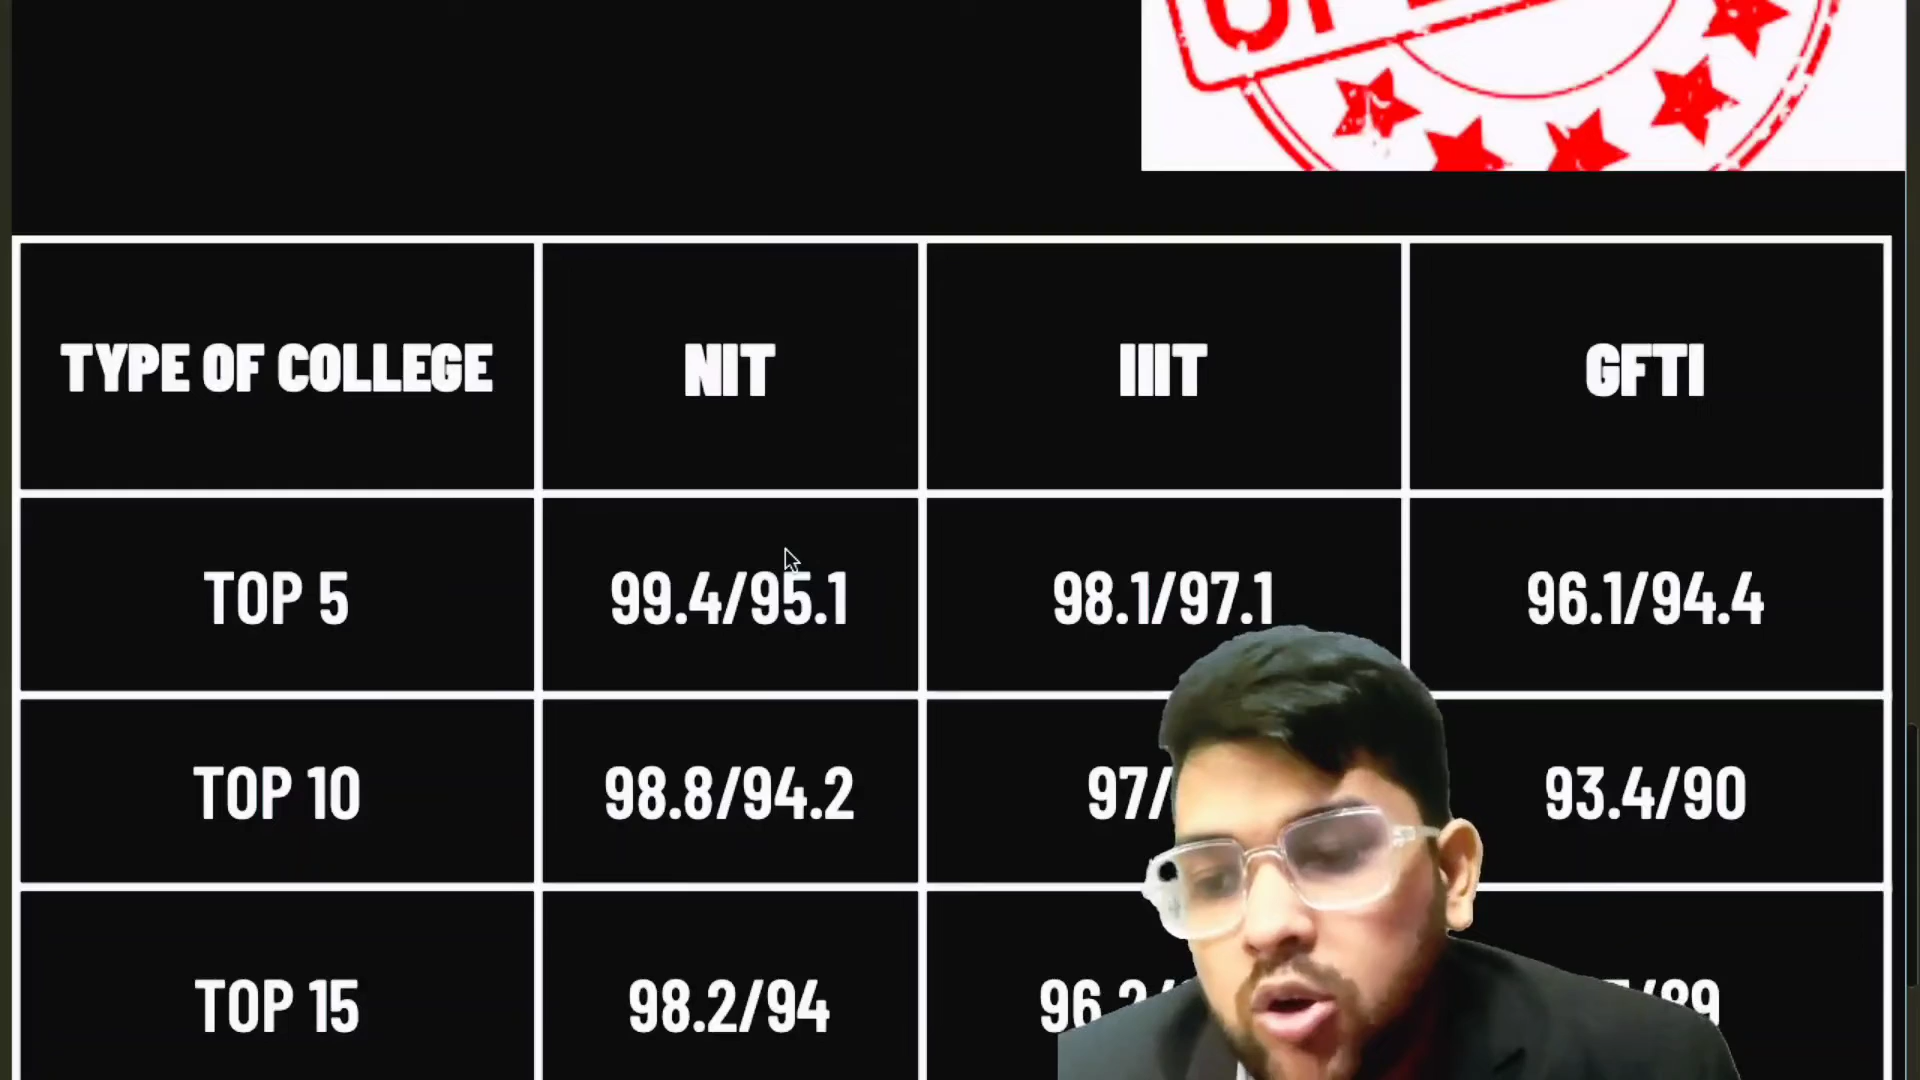 TYPE OF COLLEGE NIT IIIT GFTI
TOP 5 99.4/95.1 98.1/97.1 96.1/94.4
TOP 10 98.8/94.2 97/ 93.4/90
TOP 15 98.2/94